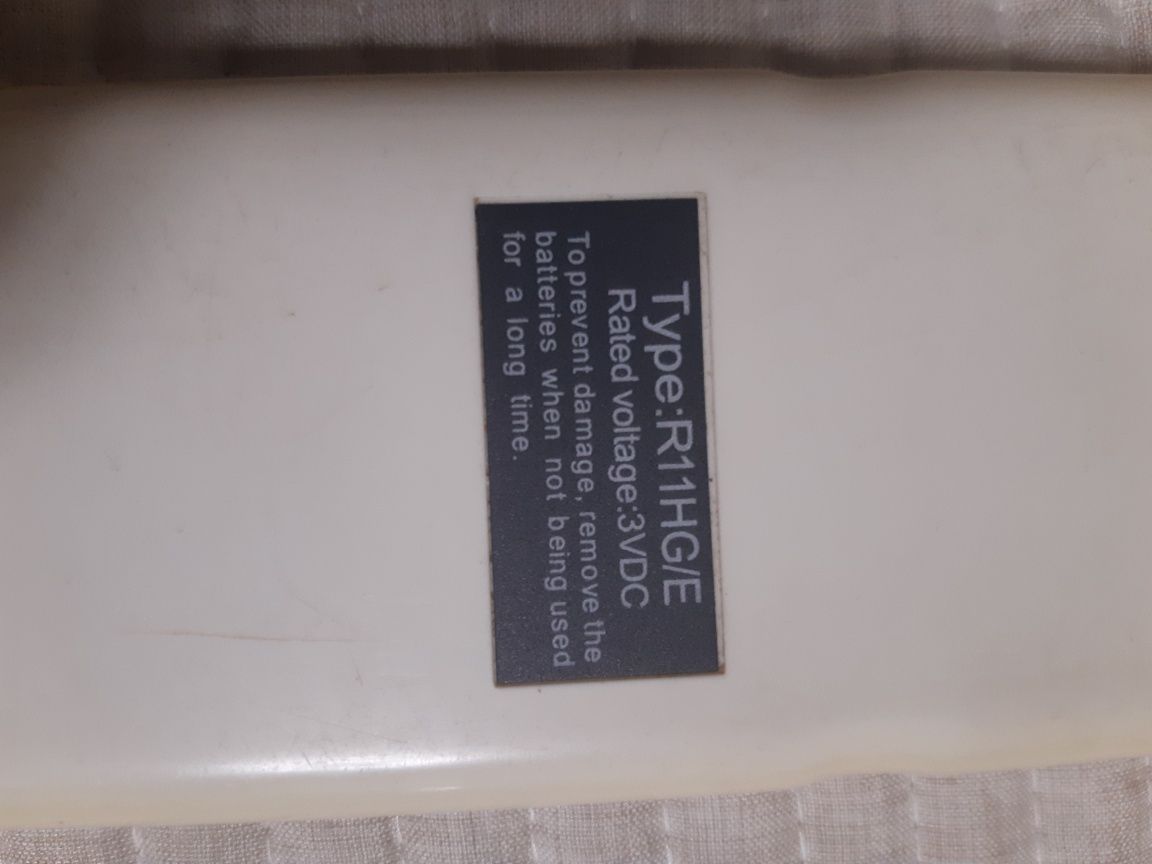 Type:R11HG/E
Rated voltage:3VDC
To prevent damage, remove the
batteries when not being used
for a long time.